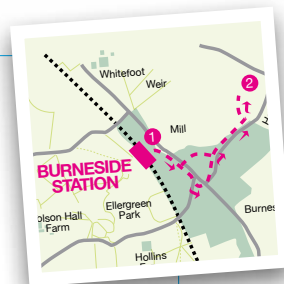 Whitefoot
Weir
2
1
Mill
BURNESIDE
STATION
olson Hall
Farm
Ellergreen
Park
Burnes
Hollins